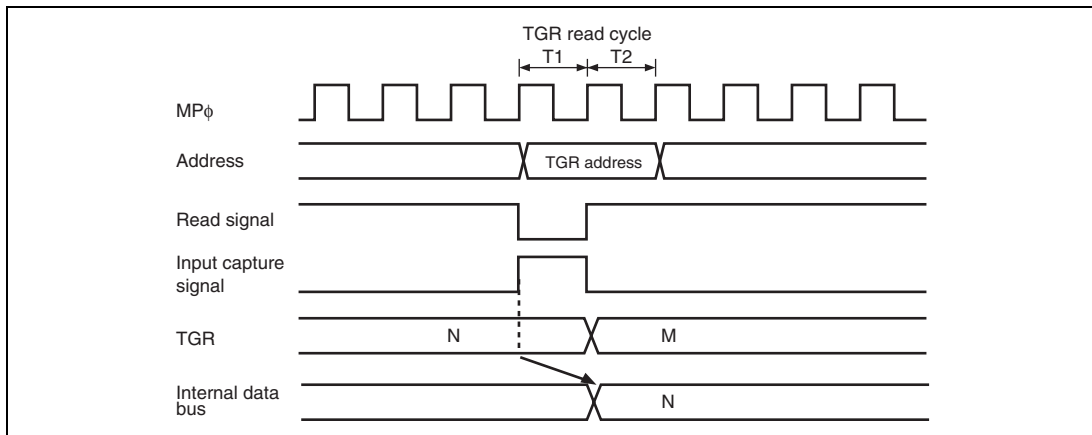 TGR read cycle
T1 T2
MPϕ
Address
TGR address
Read signal
Input capture
signal
TGR
N M
Internal data
bus
N